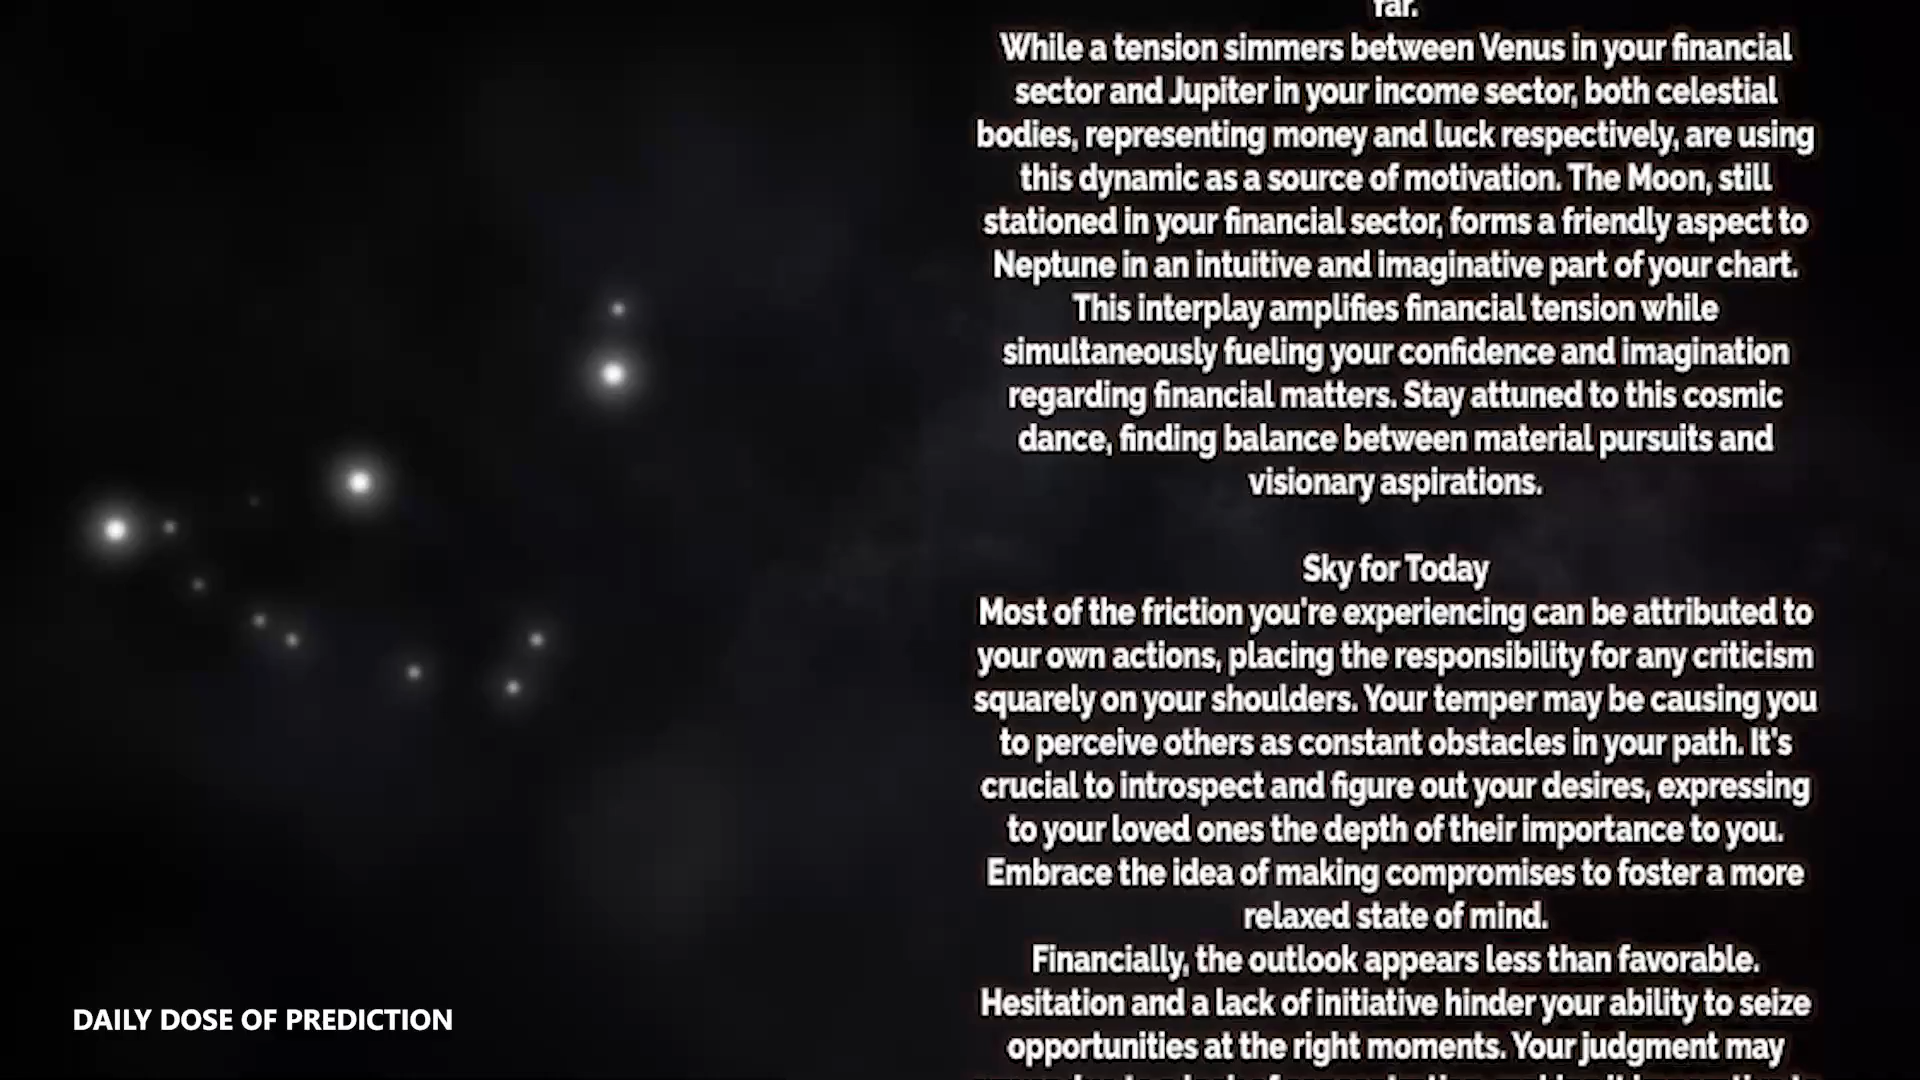 far.
While a tension simmers between Venus in your financial
sector and Jupiter in your income sector, both celestial
bodies, representing money and luck respectively, are using
this dynamic as a source of motivation. The Moon, still
stationed in your financial sector, forms a friendly aspect to
Neptune in an intuitive and imaginative part of your chart.
This interplay amplifies financial tension while
simultaneously fueling your confidence and imagination
regarding financial matters. Stay attuned to this cosmic
dance, finding balance between material pursuits and
visionary aspirations.
Sky for Today
Most of the friction you're experiencing can be attributed to
your own actions, placing the responsibility for any criticism
squarely on your shoulders. Your temper may be causing you
to perceive others as constant obstacles in your path. It's
crucial to introspect and figure out your desires, expressing
to your loved ones the depth of their importance to you.
Embrace the idea of making compromises to foster a more
relaxed state of mind.
Financially, the outlook appears less than favorable.
Hesitation and a lack of initiative hinder your ability to seize
opportunities at the right moments. Your judgment may
DAILY DOSE OF PREDICTION